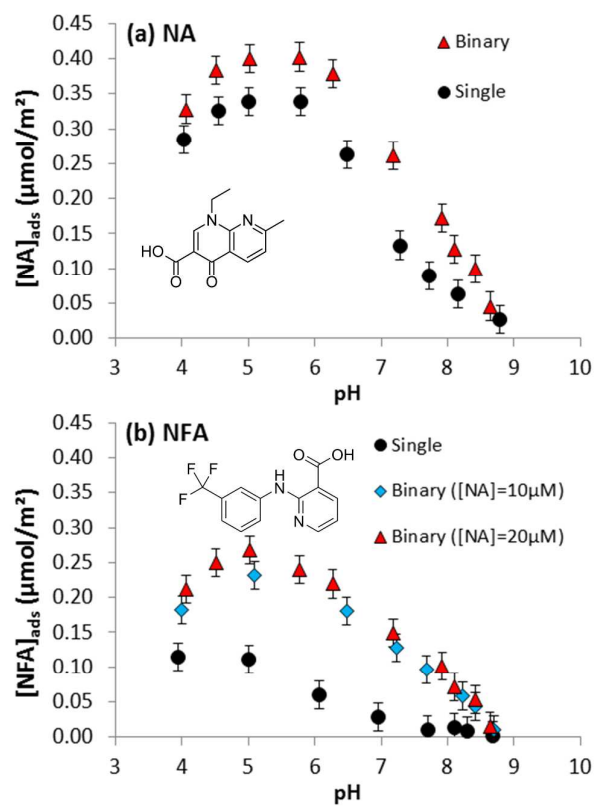 (a) NA
Binary
Single
[NA]ads (µmol/m²)
0.45
0.40
0.35
0.30
0.25
0.20
0.15
0.10
0.05
0.00
N
N
HO
O
O
3 4 5 6 7 8 9 10
pH
(b) NFA
Single
Binary ([NA]=10µM)
Binary ([NA]=20µM)
[NFA]ads (µmol/m²)
0.45
0.40
0.35
0.30
0.25
0.20
0.15
0.10
0.05
0.00
O OH
F F
F
H
N
N
3 4 5 6 7 8 9 10
pH